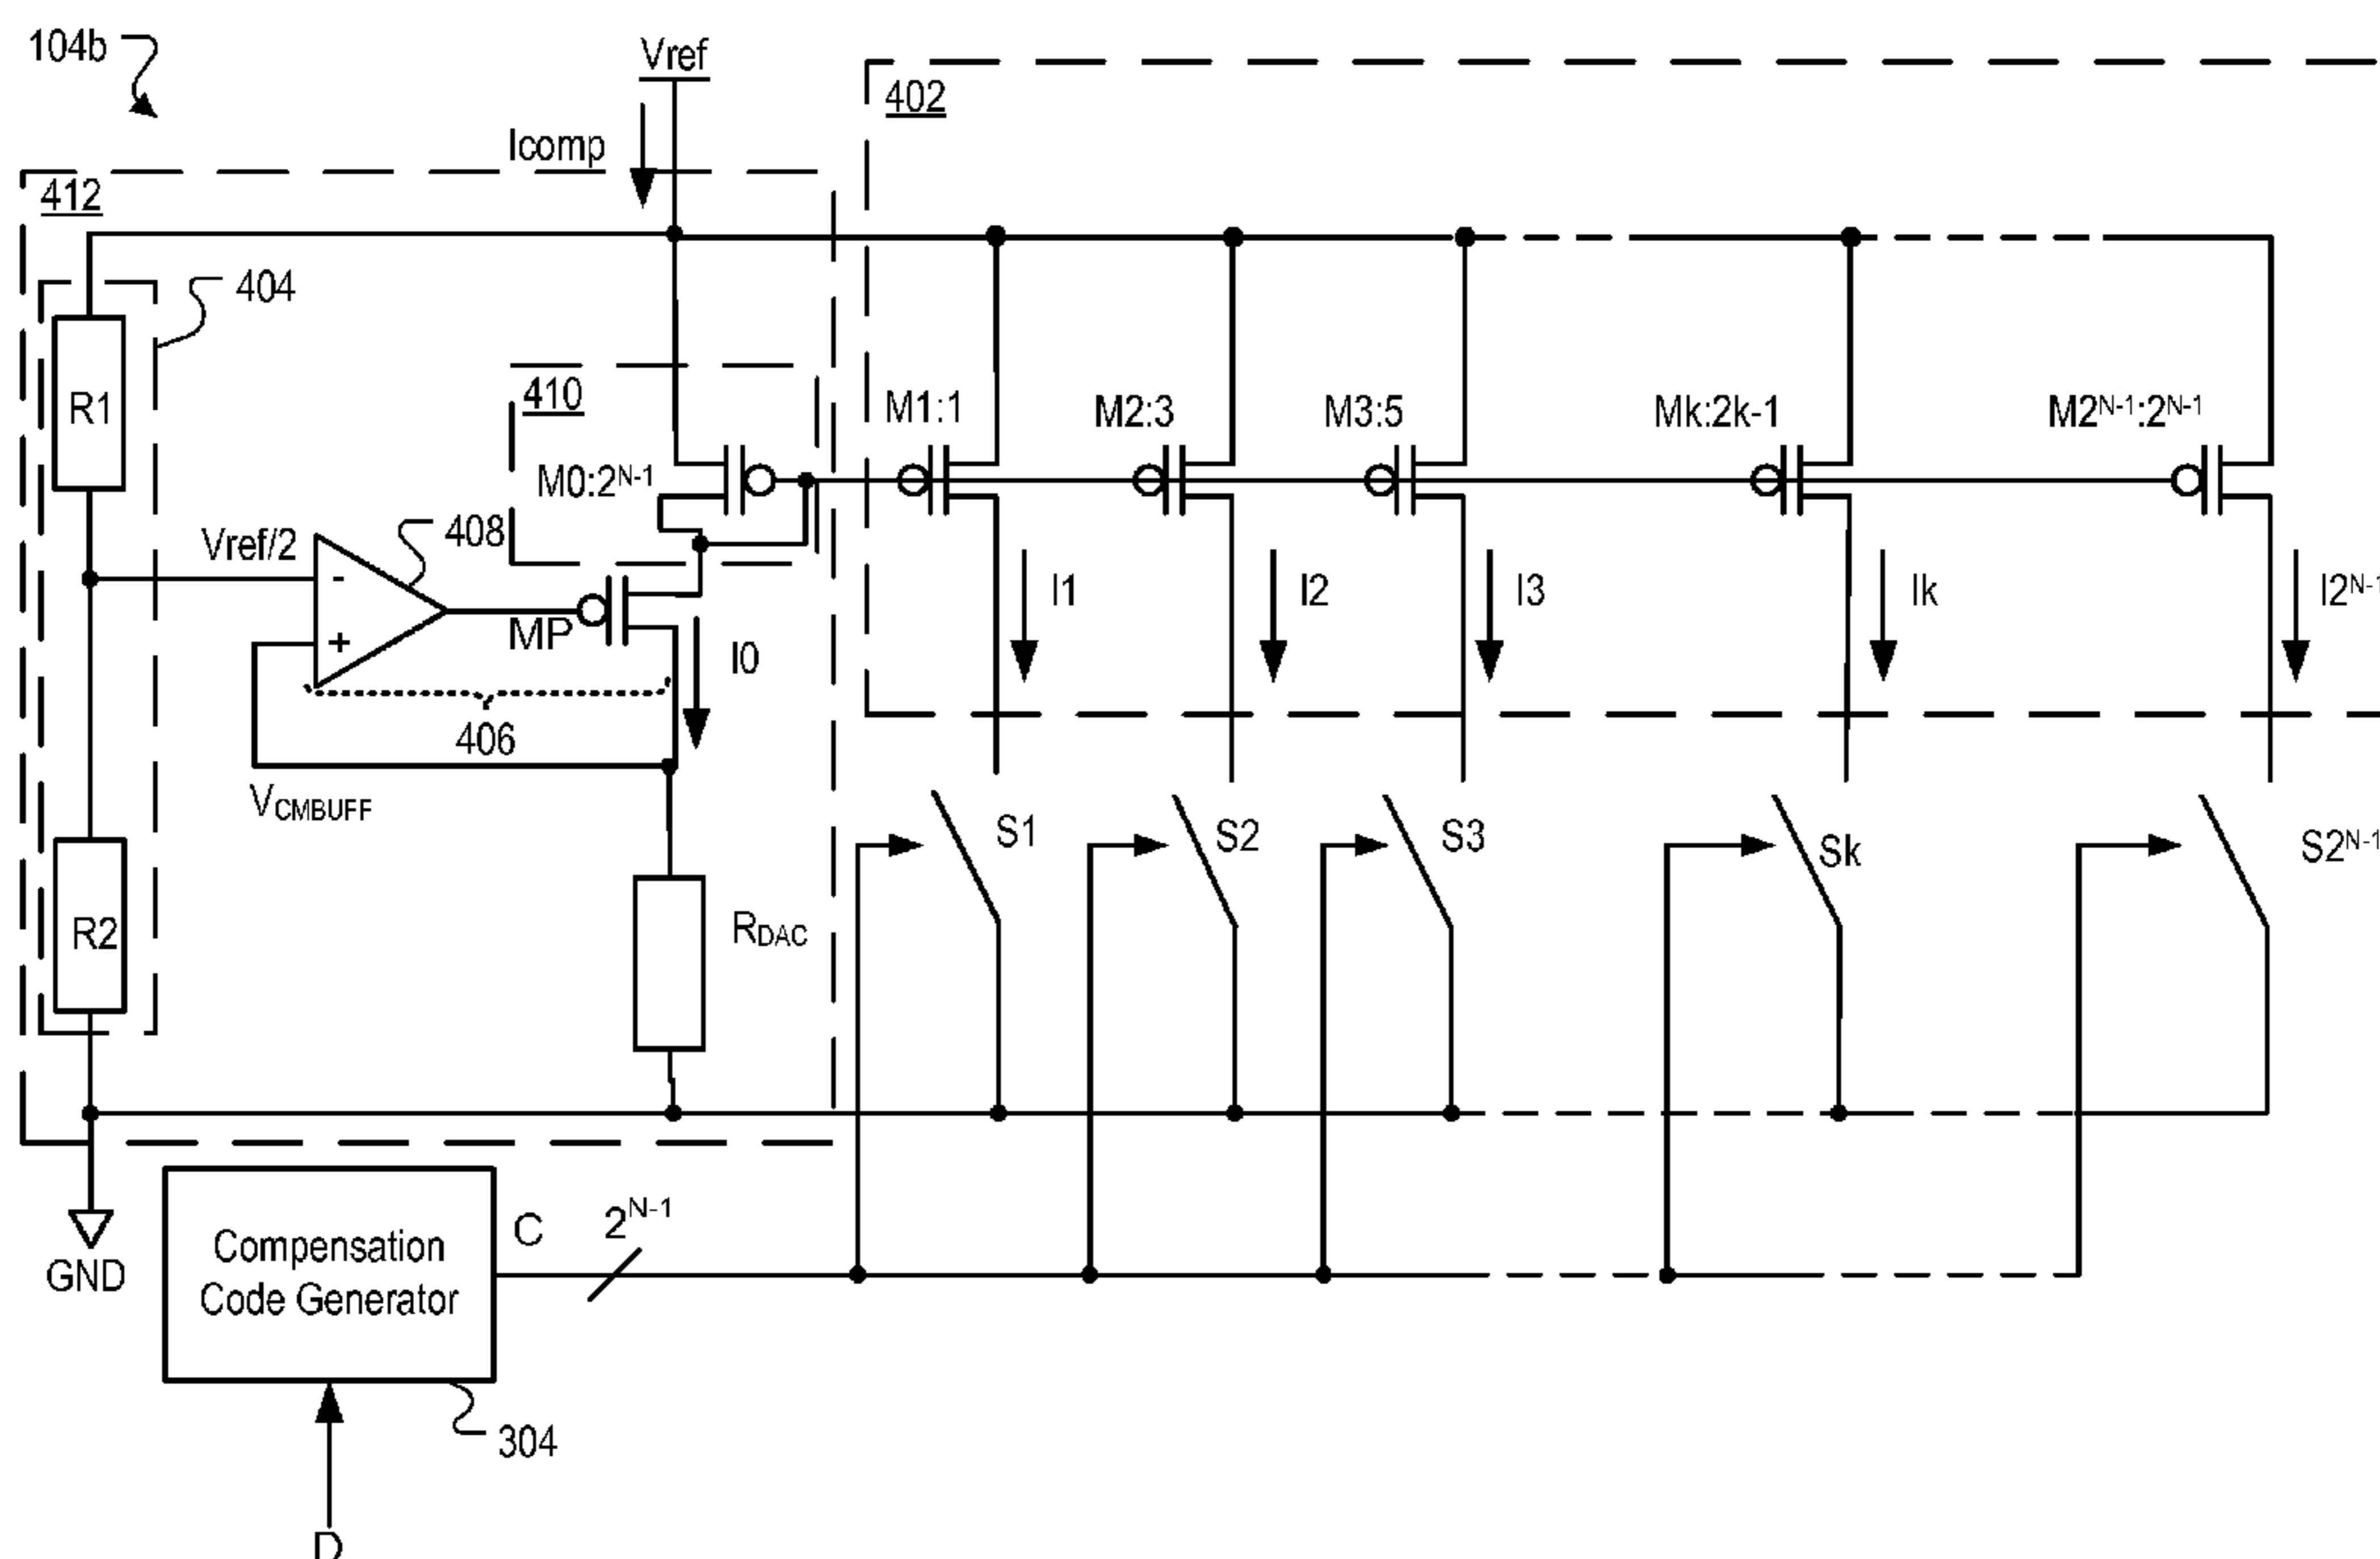 104b
Vref
402
Icomp
412
404
R1
410
M1:1
M2:3
M3:5
Mk:2k-1
M2ᴺ⁻¹:2ᴺ⁻¹
M0:2ᴺ⁻¹
408
Vref/2
-
+
MP
I0
I1
I2
I3
Ik
I2ᴺ⁻¹
406
VCMBUFF
S1
S2
S3
Sk
S2ᴺ⁻¹
R2
RDAC
GND
Compensation
Code Generator
C
2ᴺ⁻¹
304
D